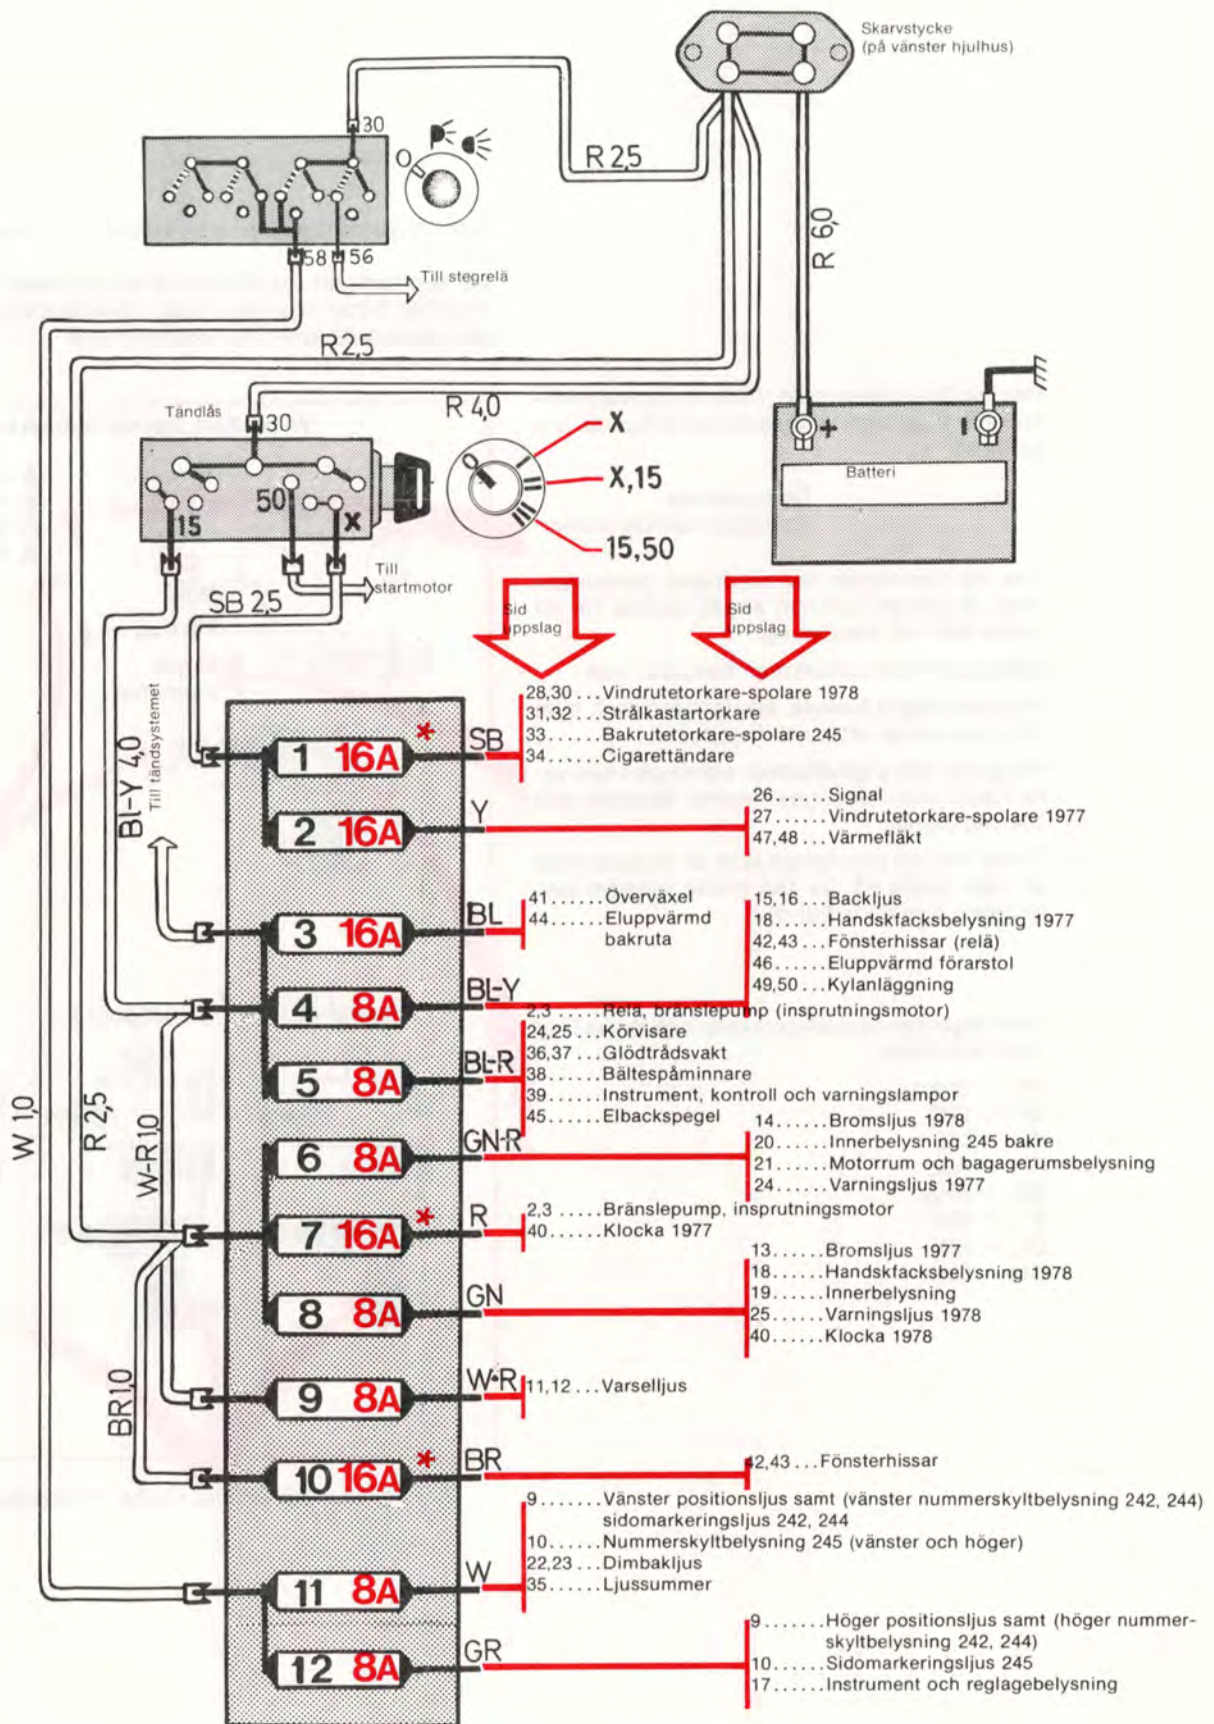 Skarvstycke
(på vänster hjulhus)
30
O
R 2,5
R 6,0
58 56
Till stegrelä
R 2,5
Tändlås
30
R 4,0
X
O I
X,15
II
III
15,50
+ -
Batteri
15
50
X
Till
startmotor
SB 2,5
Sid
uppslag
Sid
uppslag
Bl-Y 4,0
Till tändsystemet
W 1,0
R 2,5
W-R 1,0
BR 1,0
1 16A * SB
28,30 ... Vindrutetorkare-spolare 1978
31,32 ... Strålkastartorkare
33 ...... Bakrutetorkare-spolare 245
34 ...... Cigarettändare
2 16A Y
26 ...... Signal
27 ...... Vindrutetorkare-spolare 1977
47,48 ... Värmefläkt
3 16A BL
41 ...... Överväxel
44 ...... Eluppvärmd
bakruta
4 8A BL-Y
15,16 ... Backljus
18 ...... Handskfacksbelysning 1977
42,43 ... Fönsterhissar (relä)
46 ...... Eluppvärmd förarstol
49,50 ... Kylanläggning
5 8A BL-R
2,3 ..... Relä, bränslepump (insprutningsmotor)
24,25 ... Körvisare
36,37 ... Glödtrådsvakt
38 ...... Bältespåminnare
39 ...... Instrument, kontroll och varningslampor
45 ...... Elbackspegel
6 8A GN-R
14 ...... Bromsljus 1978
20 ...... Innerbelysning 245 bakre
21 ...... Motorrum och bagagerumsbelysning
24 ...... Varningsljus 1977
7 16A * R
2,3 ..... Bränslepump, insprutningsmotor
40 ...... Klocka 1977
8 8A GN
13 ...... Bromsljus 1977
18 ...... Handskfacksbelysning 1978
19 ...... Innerbelysning
25 ...... Varningsljus 1978
40 ...... Klocka 1978
9 8A W-R
11,12 ... Varselljus
10 16A * BR
42,43 ... Fönsterhissar
11 8A W
9 ....... Vänster positionsljus samt (vänster nummerskyltbelysning 242, 244)
sidomarkeringsljus 242, 244
10 ...... Nummerskyltbelysning 245 (vänster och höger)
22,23 ... Dimbakljus
35 ...... Ljussummer
12 8A GR
9 ....... Höger positionsljus samt (höger nummer-
skyltbelysning 242, 244)
10 ...... Sidomarkeringsljus 245
17 ...... Instrument och reglagebelysning